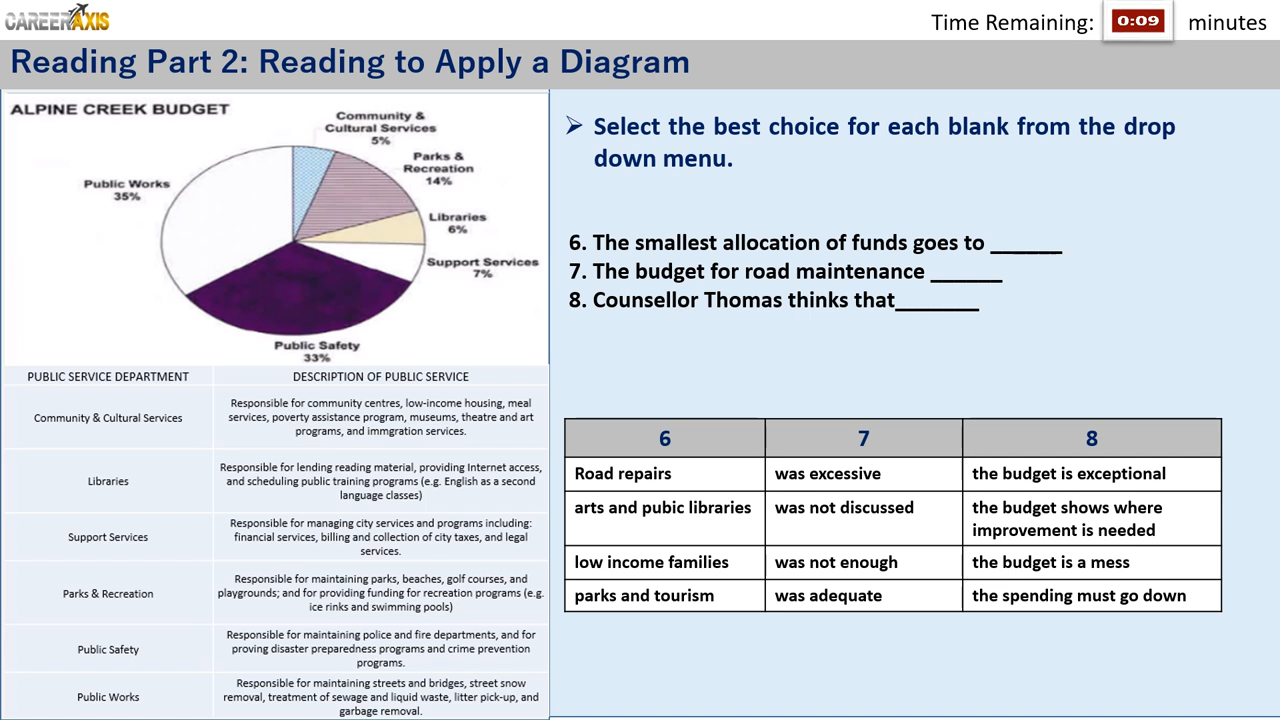 CAREERAXIS
Time Remaining: 0:09 minutes
Reading Part 2: Reading to Apply a Diagram
ALPINE CREEK BUDGET
Community &
Cultural Services
5%
Parks &
Recreation
14%
Public Works
35%
Libraries
6%
Support Services
7%
Public Safety
33%
PUBLIC SERVICE DEPARTMENT DESCRIPTION OF PUBLIC SERVICE
Community & Cultural Services
Responsible for community centres, low-income housing, meal
services, poverty assistance program, museums, theatre and art
programs, and immgration services.
Libraries
Responsible for lending reading material, providing Internet access,
and scheduling public training programs (e.g. English as a second
language classes)
Support Services
Responsible for managing city services and programs including:
financial services, billing and collection of city taxes, and legal
services.
Parks & Recreation
Responsible for maintaining parks, beaches, golf courses, and
playgrounds; and for providing funding for recreation programs (e.g.
ice rinks and swimming pools)
Public Safety
Responsible for maintaining police and fire departments, and for
proving disaster preparedness programs and crime prevention
programs.
Public Works
Responsible for maintaining streets and bridges, street snow
removal, treatment of sewage and liquid waste, litter pick-up, and
garbage removal.
➢ Select the best choice for each blank from the drop
down menu.
6. The smallest allocation of funds goes to ______
7. The budget for road maintenance ______
8. Counsellor Thomas thinks that_______
6 7 8
Road repairs was excessive the budget is exceptional
arts and pubic libraries was not discussed the budget shows where
improvement is needed
low income families was not enough the budget is a mess
parks and tourism was adequate the spending must go down